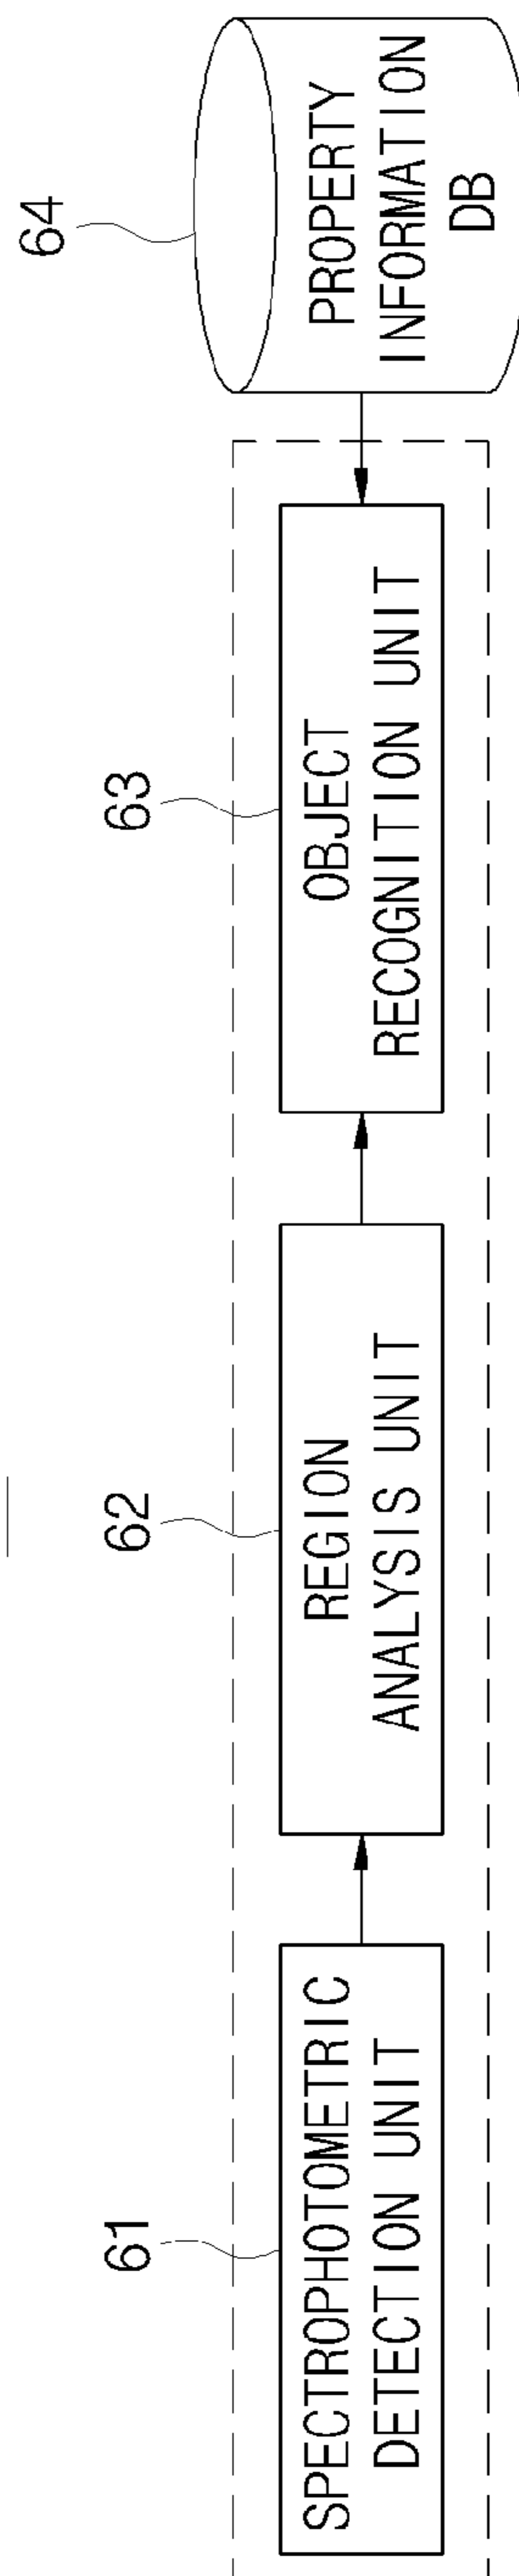 61
SPECTROPHOTOMETRIC
DETECTION UNIT
62
REGION
ANALYSIS UNIT
63
OBJECT
RECOGNITION UNIT
64
PROPERTY
INFORMATION
DB